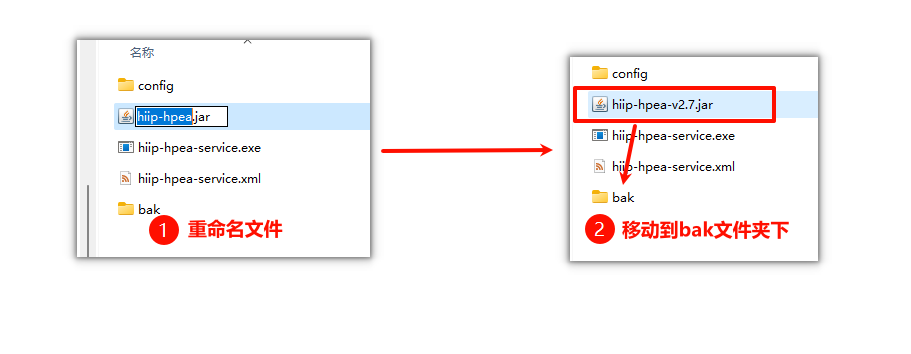 名称
config
hiip-hpea.jar
hiip-hpea-service.exe
hiip-hpea-service.xml
bak
1 重命名文件
config
hiip-hpea-v2.7.jar
hiip-hpea-service.exe
hiip-hpea-service.xml
bak
2 移动到bak文件夹下